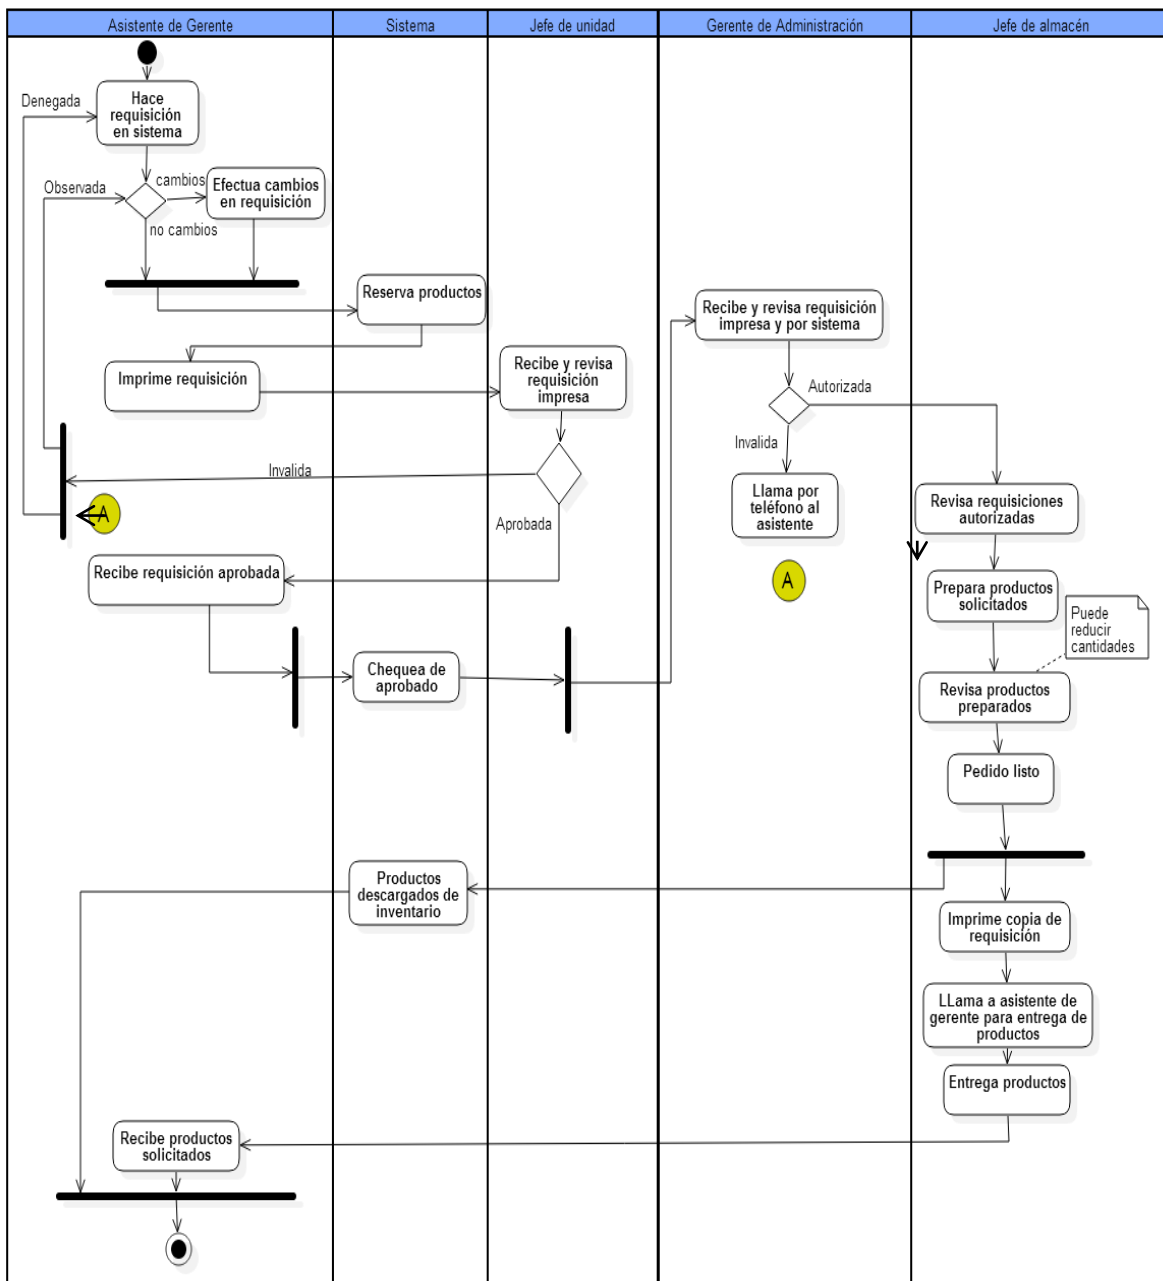 Asistente de Gerente
Sistema
Jefe de unidad
Gerente de Administración
Jefe de almacén
Denegada
Hace
requisición
en sistema
Observada
cambios
Efectua cambios
en requisición
no cambios
Reserva productos
Imprime requisición
Recibe y revisa
requisición
impresa
Recibe y revisa requisición
impresa y por sistema
Autorizada
Invalida
Invalida
Llama por
teléfono al
asistente
A
Aprobada
Revisa requisiciones
autorizadas
Recibe requisición aprobada
A
Prepara productos
solicitados
Puede
reducir
cantidades
Chequea de
aprobado
Revisa productos
preparados
Pedido listo
Productos
descargados de
inventario
Imprime copia de
requisición
LLama a asistente de
gerente para entrega de
productos
Entrega productos
Recibe productos
solicitados